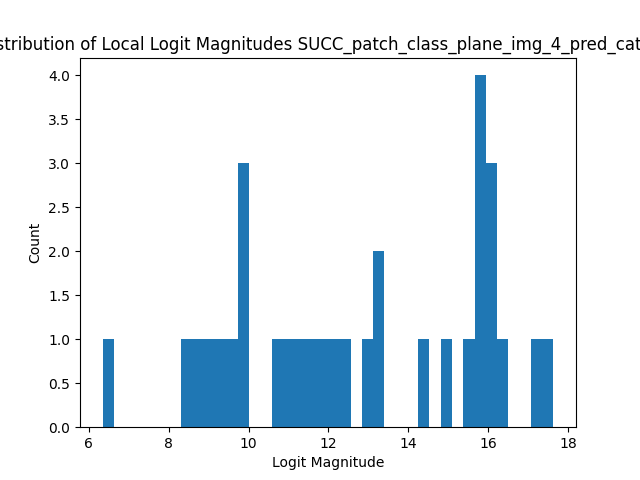 stribution of Local Logit Magnitudes SUCC_patch_class_plane_img_4_pred_cat
4.0
3.5
3.0
2.5
2.0
1.5
1.0
0.5
0.0
Count
6 8 10 12 14 16 18
Logit Magnitude